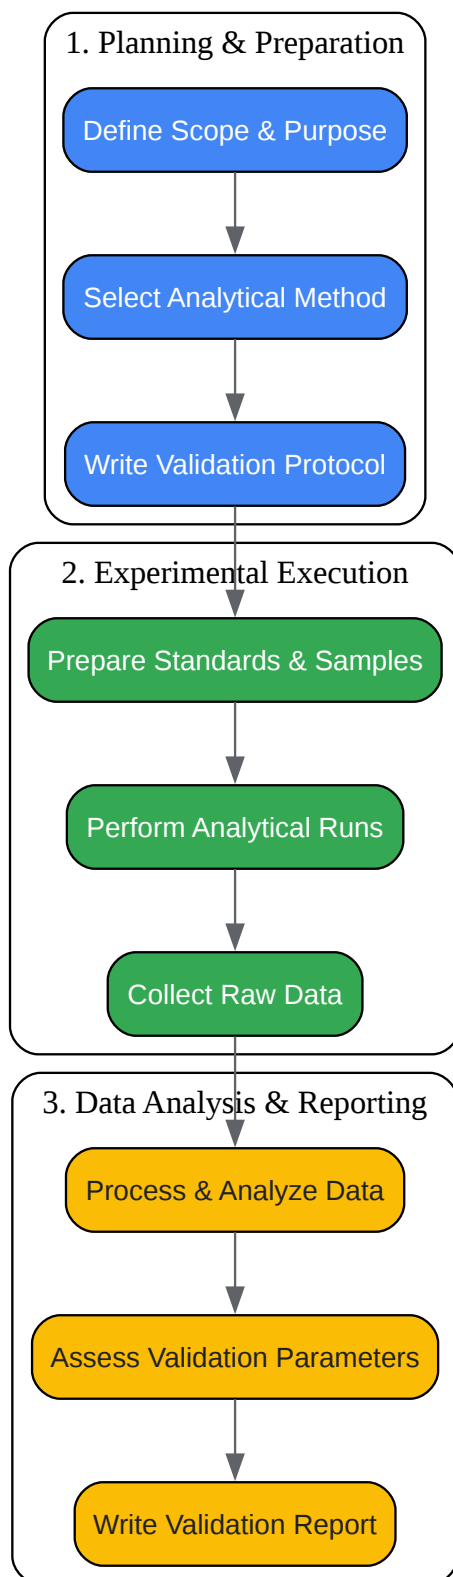 1. Planning & Preparation
Define Scope & Purpose
Select Analytical Method
Write Validation Protocol
2. Experimental Execution
Prepare Standards & Samples
Perform Analytical Runs
Collect Raw Data
3. Data Analysis & Reporting
Process & Analyze Data
Assess Validation Parameters
Write Validation Report